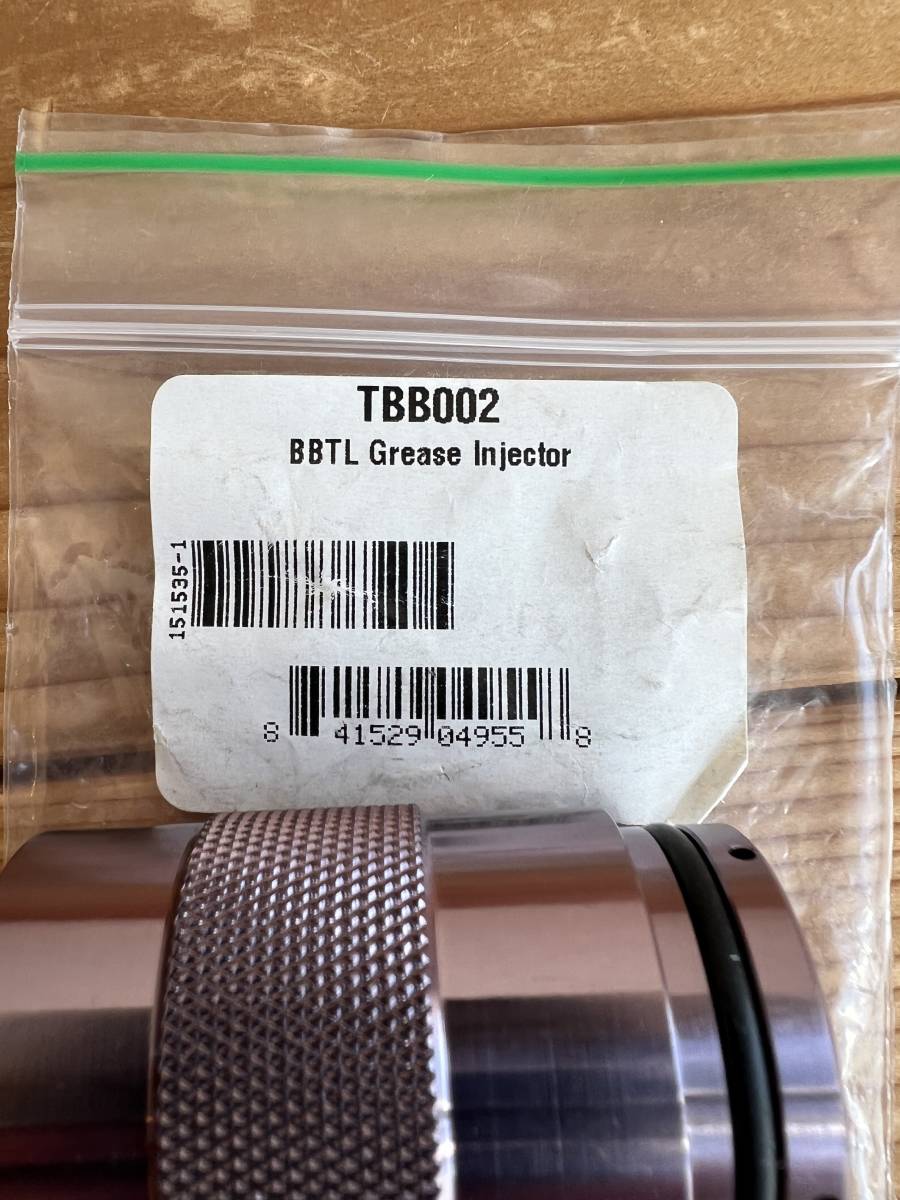 TBB002
BBTL Grease Injector
151535-1
8 41529 04955 8